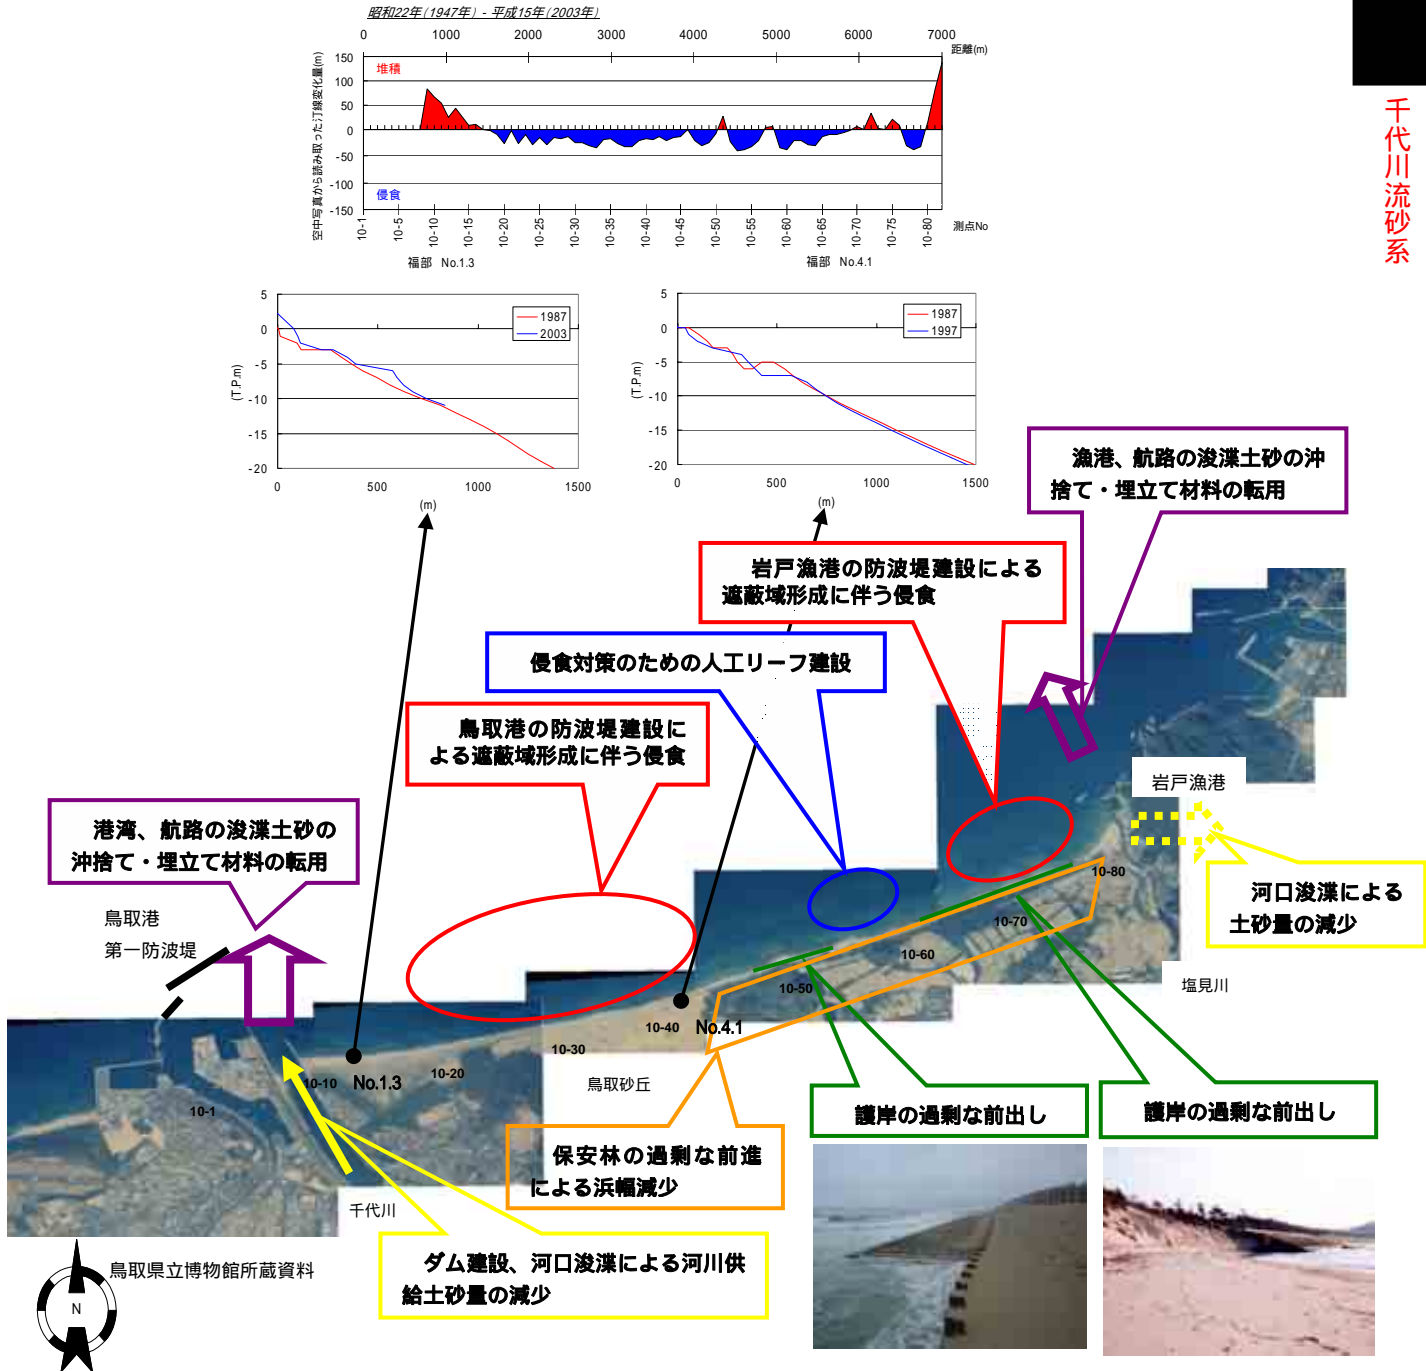 昭和22年(1947年) - 平成15年(2003年)
0 1000 2000 3000 4000 5000 6000 7000 距離(m)
空中写真から読み取った汀線変化量(m)
150
100
50
0
-50
-100
-150
堆積
侵食
10-1 10-5 10-10 10-15 10-20 10-25 10-30 10-35 10-40 10-45 10-50 10-55 10-60 10-65 10-70 10-75 10-80 測点No
福部 No.1.3
福部 No.4.1
千代川流砂系
5
0
-5
-10
-15
-20
(T.P.m)
1987
2003
0 500 1000 1500
(m)
5
0
-5
-10
-15
-20
(T.P.m)
1987
1997
0 500 1000 1500
(m)
漁港、航路の浚渫土砂の沖
捨て・埋立て材料の転用
岩戸漁港の防波堤建設による
遮蔽域形成に伴う侵食
侵食対策のための人工リーフ建設
鳥取港の防波堤建設に
よる遮蔽域形成に伴う侵食
港湾、航路の浚渫土砂の
沖捨て・埋立て材料の転用
岩戸漁港
河口浚渫による
土砂量の減少
鳥取港
第一防波堤
塩見川
10-80
10-70
10-60
10-50
10-40 No.4.1
10-30
10-20
10-10 No.1.3
10-1
鳥取砂丘
護岸の過剰な前出し
護岸の過剰な前出し
保安林の過剰な前進
による浜幅減少
千代川
ダム建設、河口浚渫による河川供
給土砂量の減少
鳥取県立博物館所蔵資料
N